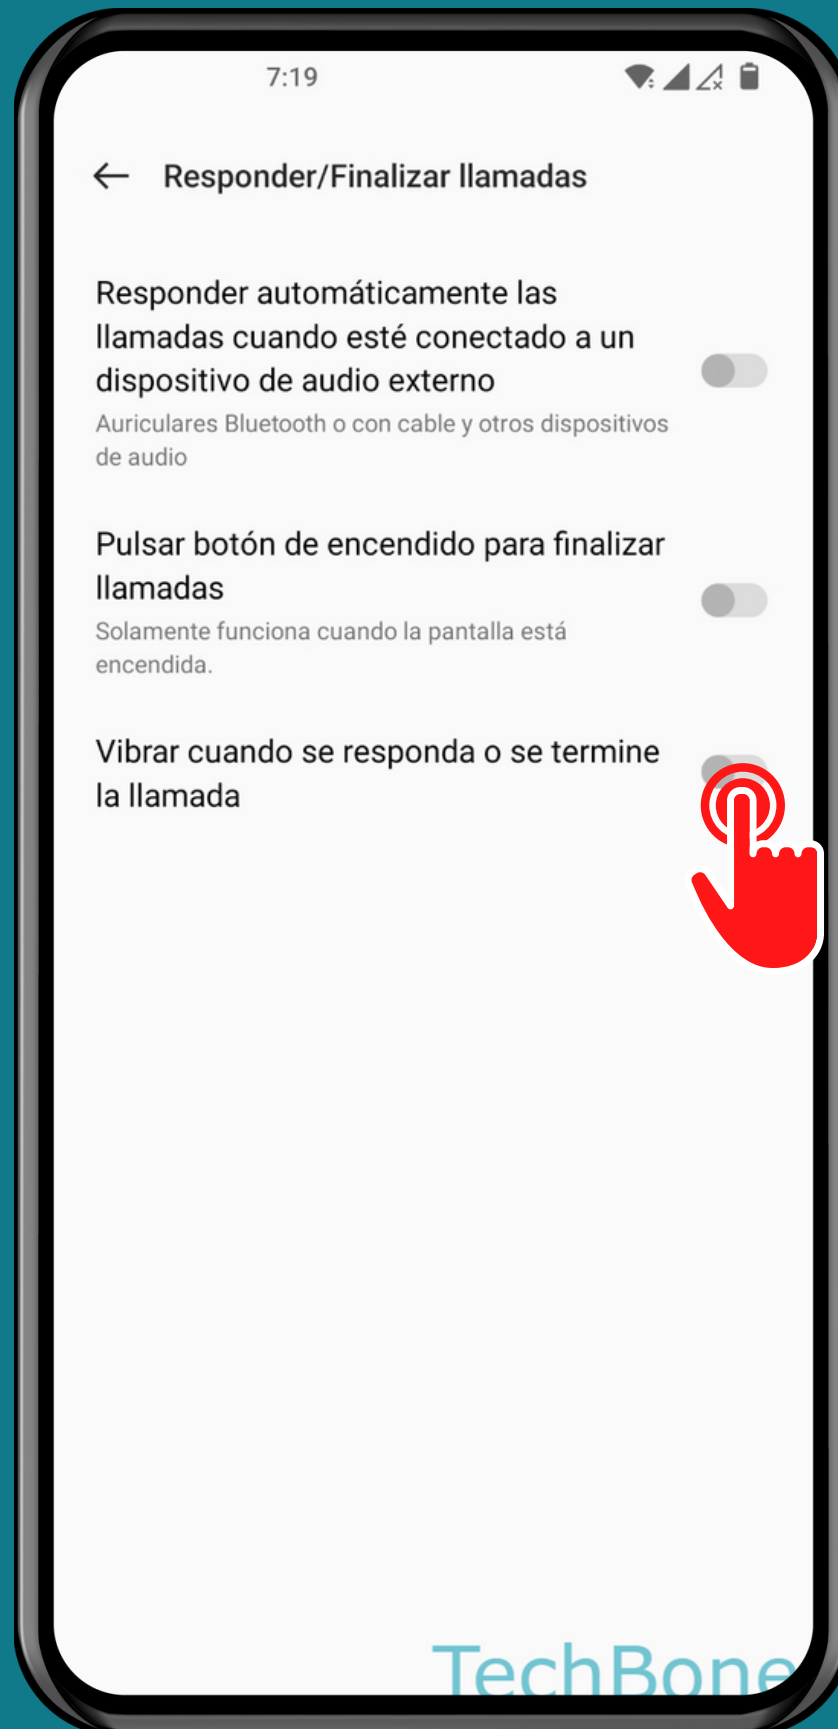 7:19
Responder/Finalizar llamadas
Responder automáticamente las
llamadas cuando esté conectado a un
dispositivo de audio externo
Auriculares Bluetooth o con cable y otros dispositivos
de audio
Pulsar botón de encendido para finalizar
llamadas
Solamente funciona cuando la pantalla está
encendida.
Vibrar cuando se responda o se termine
la llamada
TechBone